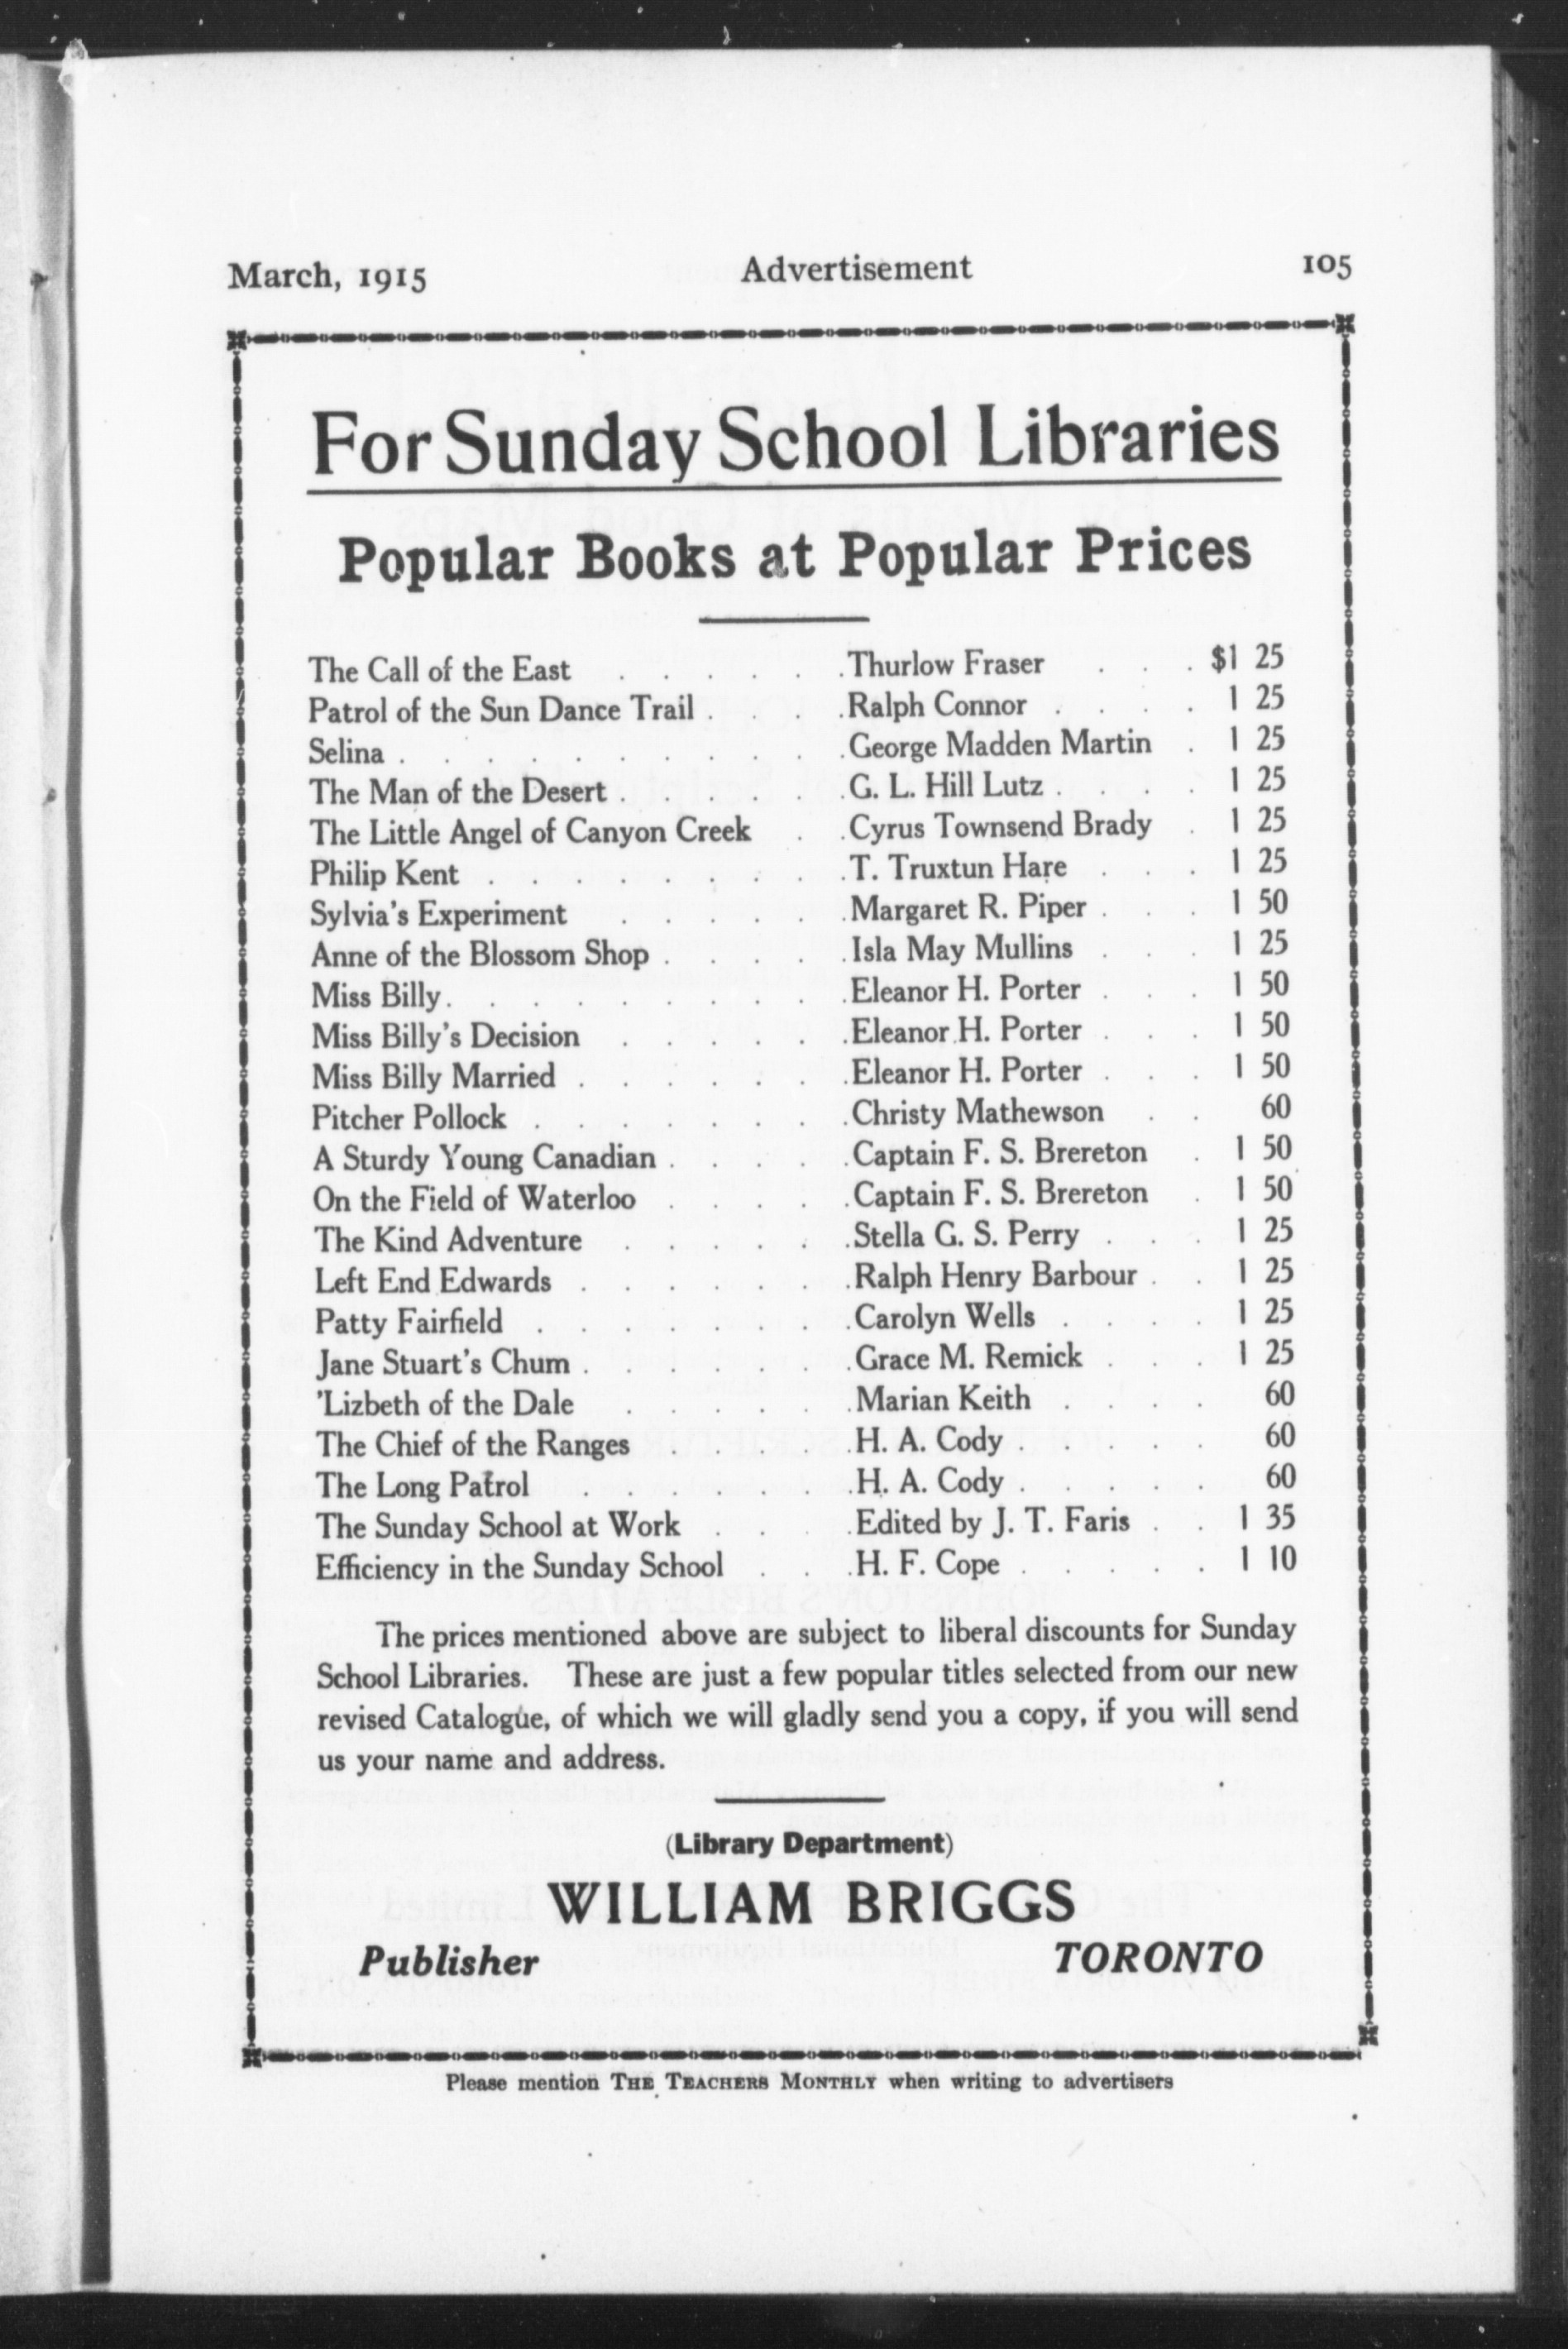 March, 1915 Advertisement 105
For Sunday School Libraries
Popular Books at Popular Prices
The Call of the East . . . . . . Thurlow Fraser . . . $1 25
Patrol of the Sun Dance Trail . . . . Ralph Connor . . . . 1 25
Selina . . . . . . . . . . . George Madden Martin . 1 25
The Man of the Desert . . . . . . G. L. Hill Lutz . . . . 1 25
The Little Angel of Canyon Creek . . Cyrus Townsend Brady . 1 25
Philip Kent . . . . . . . . . T. Truxtun Hare . . . 1 25
Sylvia's Experiment . . . . . . Margaret R. Piper . . . 1 50
Anne of the Blossom Shop . . . . . Isla May Mullins . . . 1 25
Miss Billy . . . . . . . . . . Eleanor H. Porter . . . 1 50
Miss Billy's Decision . . . . . . Eleanor H. Porter . . . 1 50
Miss Billy Married . . . . . . . Eleanor H. Porter . . . 1 50
Pitcher Pollock . . . . . . . . Christy Mathewson . . 60
A Sturdy Young Canadian . . . . . Captain F. S. Brereton . 1 50
On the Field of Waterloo . . . . . Captain F. S. Brereton . 1 50
The Kind Adventure . . . . . . Stella G. S. Perry . . . 1 25
Left End Edwards . . . . . . . Ralph Henry Barbour . . 1 25
Patty Fairfield . . . . . . . . Carolyn Wells . . . . 1 25
Jane Stuart's Chum . . . . . . . Grace M. Remick . . . 1 25
'Lizbeth of the Dale . . . . . . Marian Keith . . . . 60
The Chief of the Ranges . . . . . H. A. Cody . . . . . 60
The Long Patrol . . . . . . . H. A. Cody . . . . . 60
The Sunday School at Work . . . . Edited by J. T. Faris . . 1 35
Efficiency in the Sunday School . . . H. F. Cope . . . . . 1 10
The prices mentioned above are subject to liberal discounts for Sunday
School Libraries. These are just a few popular titles selected from our new
revised Catalogue, of which we will gladly send you a copy, if you will send
us your name and address.
(Library Department)
WILLIAM BRIGGS
Publisher TORONTO
Please mention THE TEACHERS MONTHLY when writing to advertisers